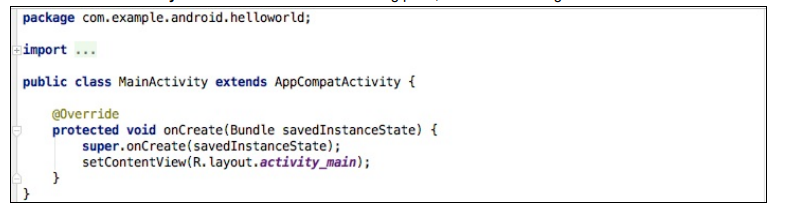 package com.example.android.helloworld;
import ...
public class MainActivity extends AppCompatActivity {
@Override
protected void onCreate(Bundle savedInstanceState) {
super.onCreate(savedInstanceState);
setContentView(R.layout.activity_main);
}
}